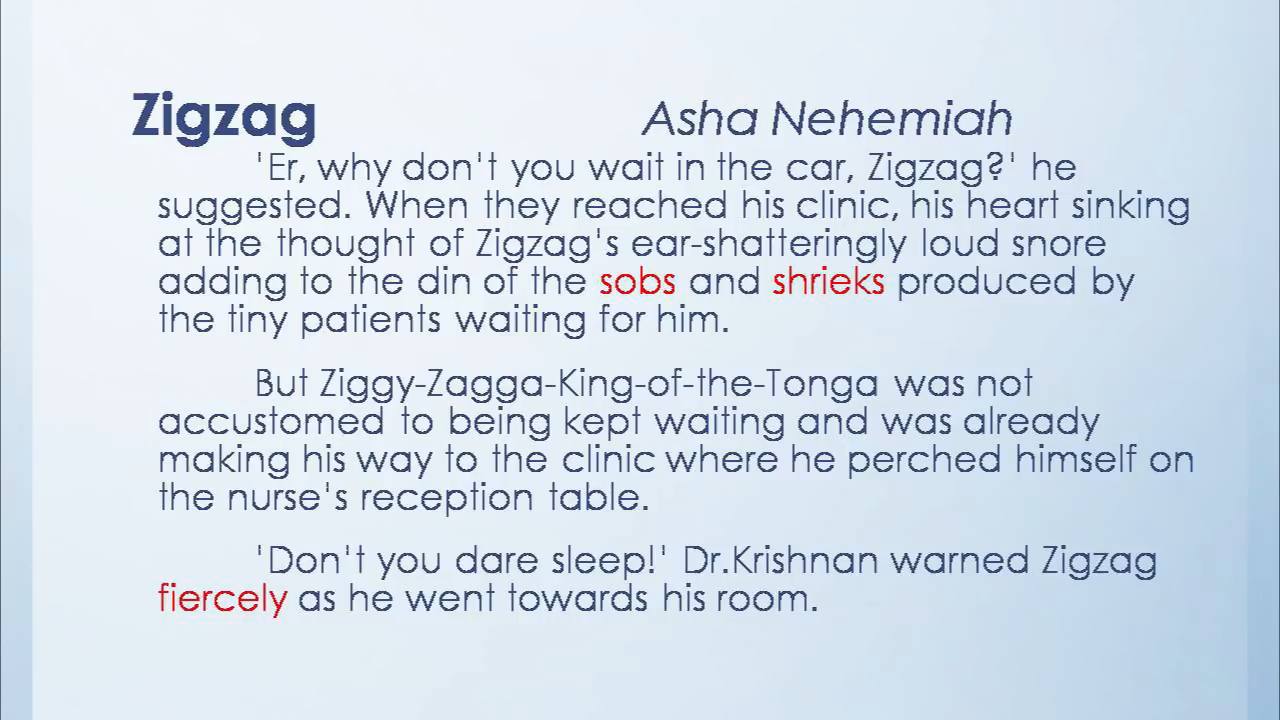 Zigzag Asha Nehemiah
'Er, why don't you wait in the car, Zigzag?' he
suggested. When they reached his clinic, his heart sinking
at the thought of Zigzag's ear-shatteringly loud snore
adding to the din of the sobs and shrieks produced by
the tiny patients waiting for him.
But Ziggy-Zagga-King-of-the-Tonga was not
accustomed to being kept waiting and was already
making his way to the clinic where he perched himself on
the nurse's reception table.
'Don't you dare sleep!' Dr.Krishnan warned Zigzag
fiercely as he went towards his room.